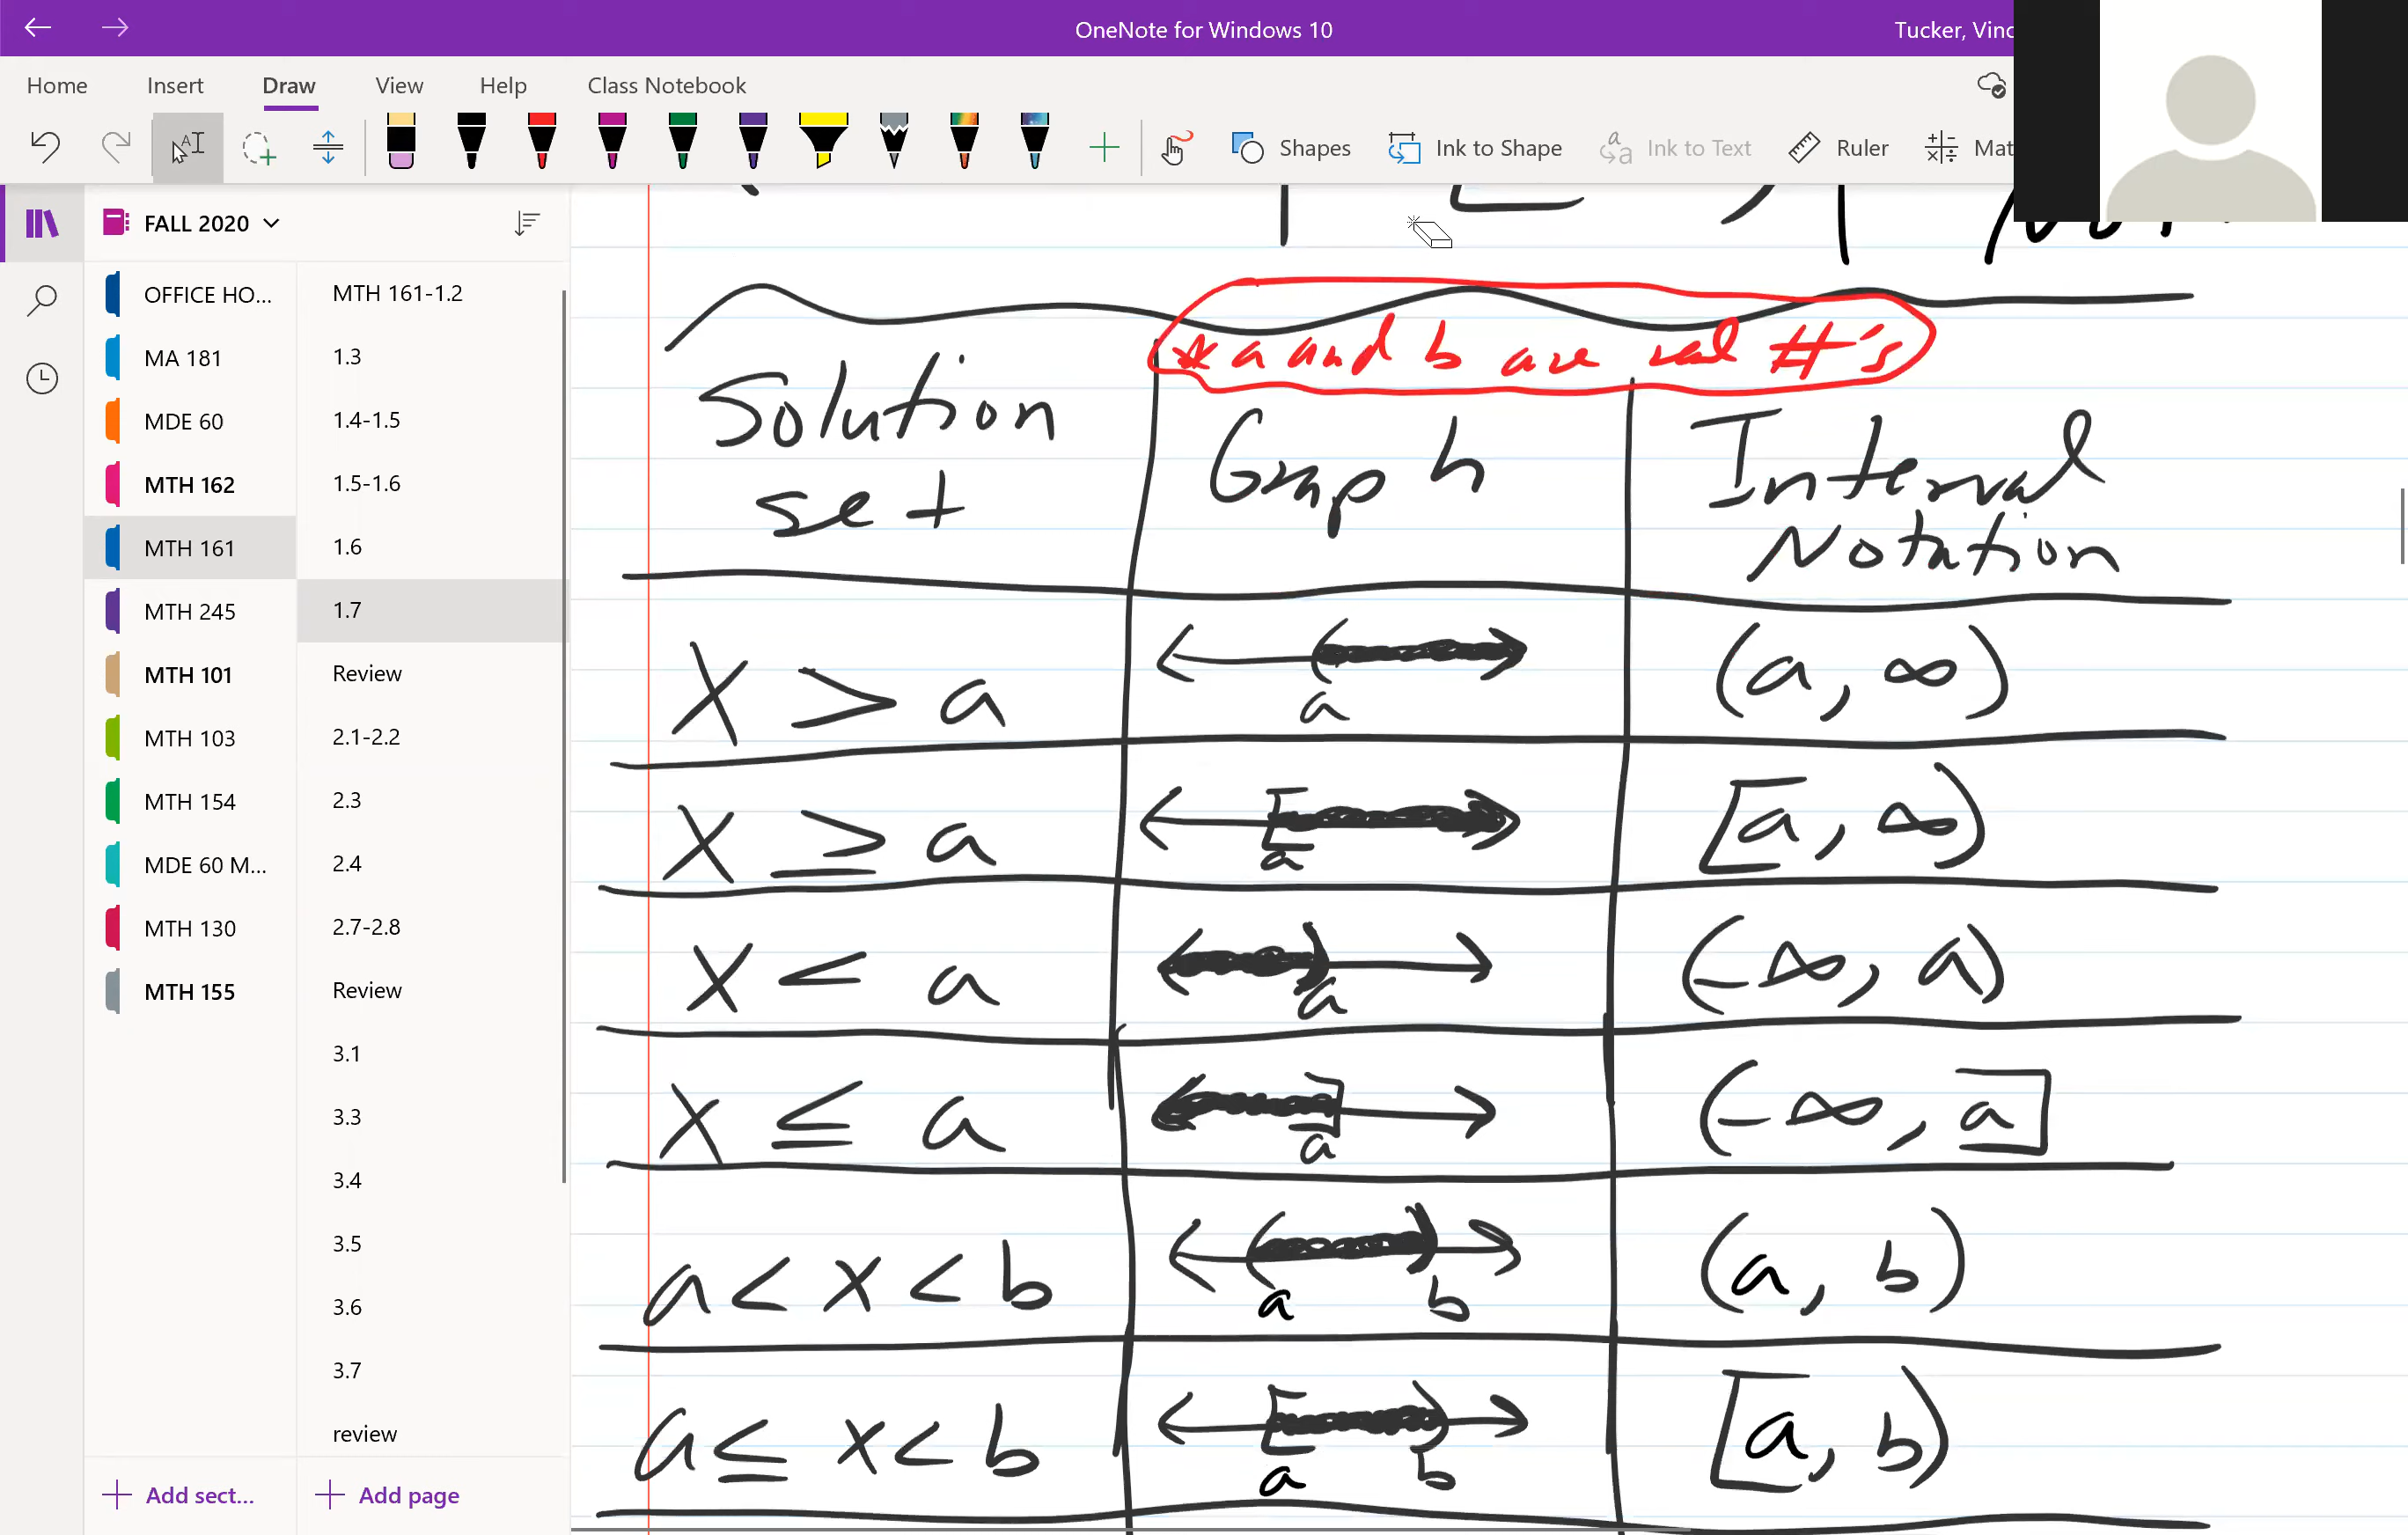 OneNote for Windows 10
Tucker, Vinc
Home Insert Draw View Help Class Notebook
Shapes Ink to Shape Ink to Text Ruler Mat
FALL 2020
OFFICE HO...
MA 181
MDE 60
MTH 162
MTH 161
MTH 245
MTH 101
MTH 103
MTH 154
MDE 60 M...
MTH 130
MTH 155
Add sect...
MTH 161-1.2
1.3
1.4-1.5
1.5-1.6
1.6
1.7
Review
2.1-2.2
2.3
2.4
2.7-2.8
Review
3.1
3.3
3.4
3.5
3.6
3.7
review
Add page
* a and b are real #'s
Solution set
Graph
Interval Notation
x > a
a
(a, ∞)
x ≥ a
a
[a, ∞)
x < a
a
(-∞, a)
x ≤ a
a
(-∞, a]
a < x < b
a b
(a, b)
a ≤ x < b
a b
[a, b)